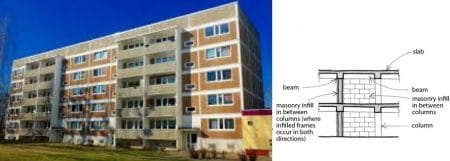 slab
beam
beam
masonry infill
in between
columns (where
infilled frames
occur in both
directions)
masonry infill
in between
columns
column